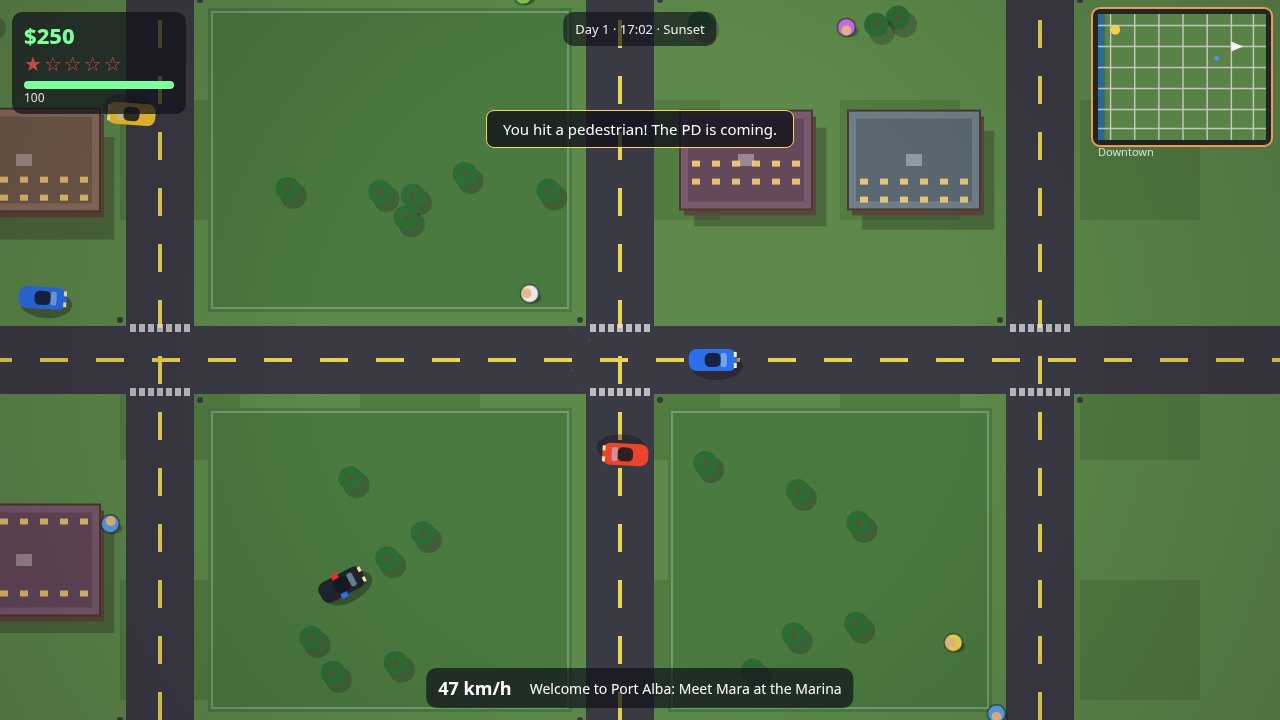 $250
★☆☆☆☆
100
Day 1 · 17:02 · Sunset
You hit a pedestrian! The PD is coming.
Downtown
47 km/h Welcome to Port Alba: Meet Mara at the Marina